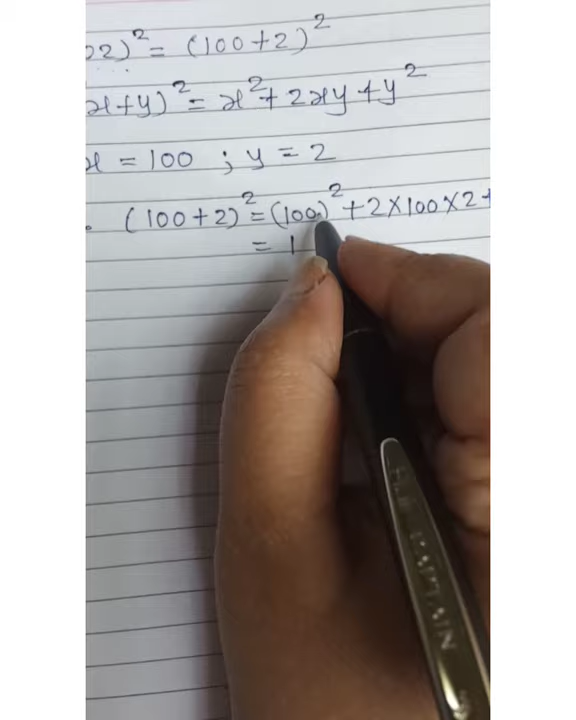 02)² = (100+2)²
x+y)² = x² + 2xy + y²
x = 100 ; y = 2
. (100+2)² = (100)² + 2×100×2+
= 1
CAPTAIN